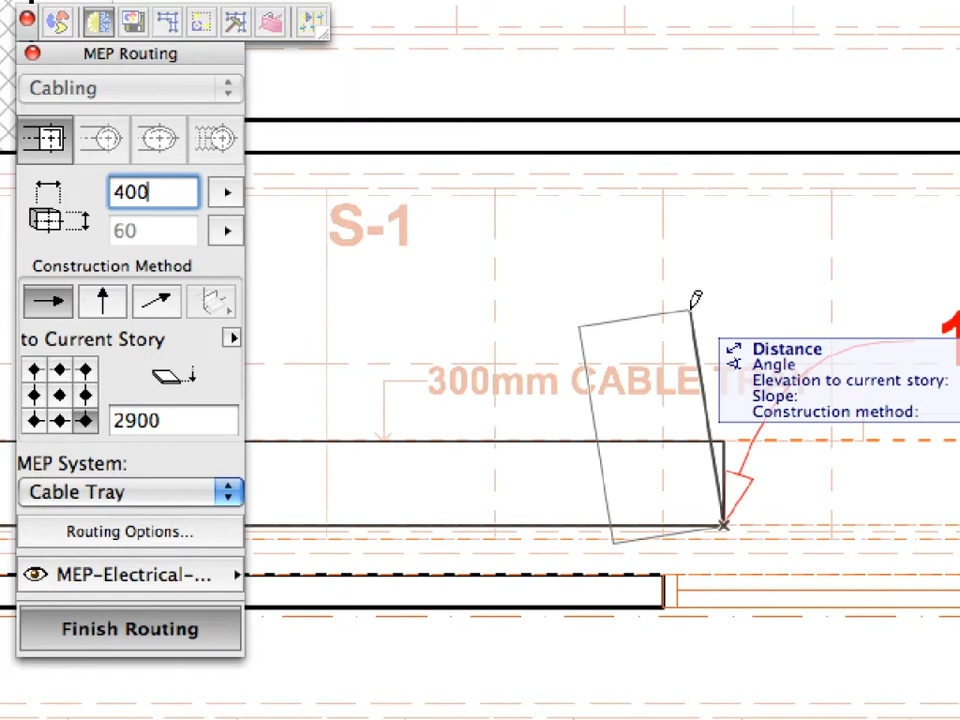 MEP Routing
Cabling
400
60
Construction Method
to Current Story
2900
MEP System:
Cable Tray
Routing Options...
MEP-Electrical-...
Finish Routing
S-1
300mm CABLE
Distance
Angle
Elevation to current story:
Slope:
Construction method: